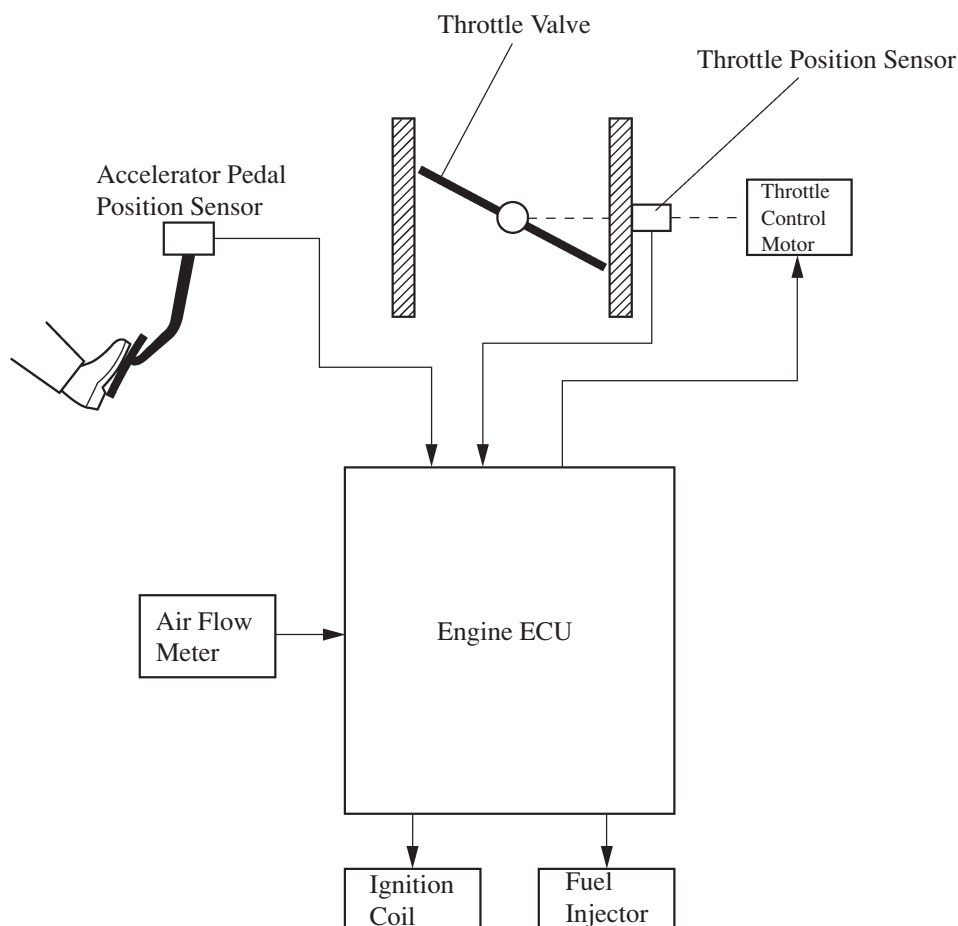 Throttle Valve
Throttle Position Sensor
Accelerator Pedal
Position Sensor
Throttle
Control
Motor
Air Flow
Meter
Engine ECU
Ignition
Coil
Fuel
Injector